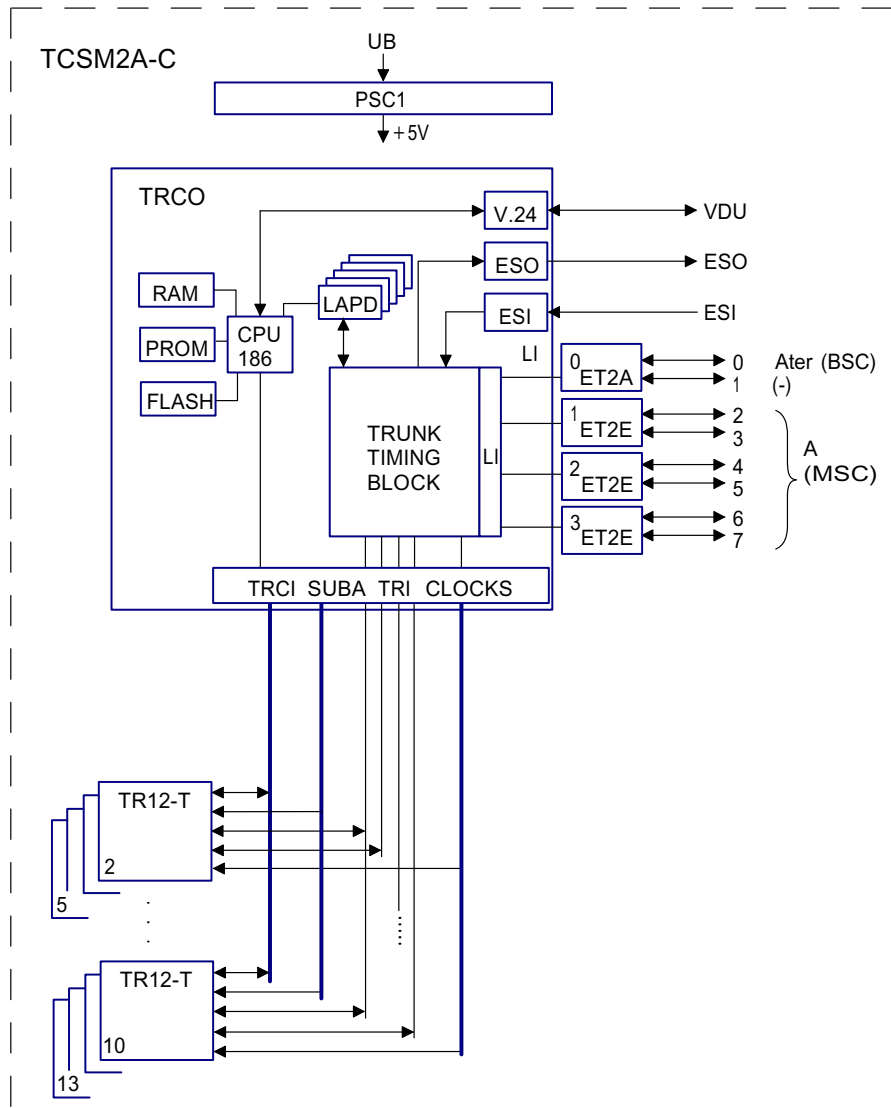 TCSM2A-C
UB
PSC1
+5V
TRCO
V.24
VDU
ESO
ESO
RAM
LAPD
ESI
ESI
CPU
186
PROM
LI
0
ET2A
0
Ater (BSC)
1
(-)
FLASH
1
ET2E
2
3
TRUNK
TIMING
BLOCK
LI
A
(MSC)
2
ET2E
4
5
3
ET2E
6
7
TRCI SUBA TRI CLOCKS
TR12-T
2
5
TR12-T
10
13